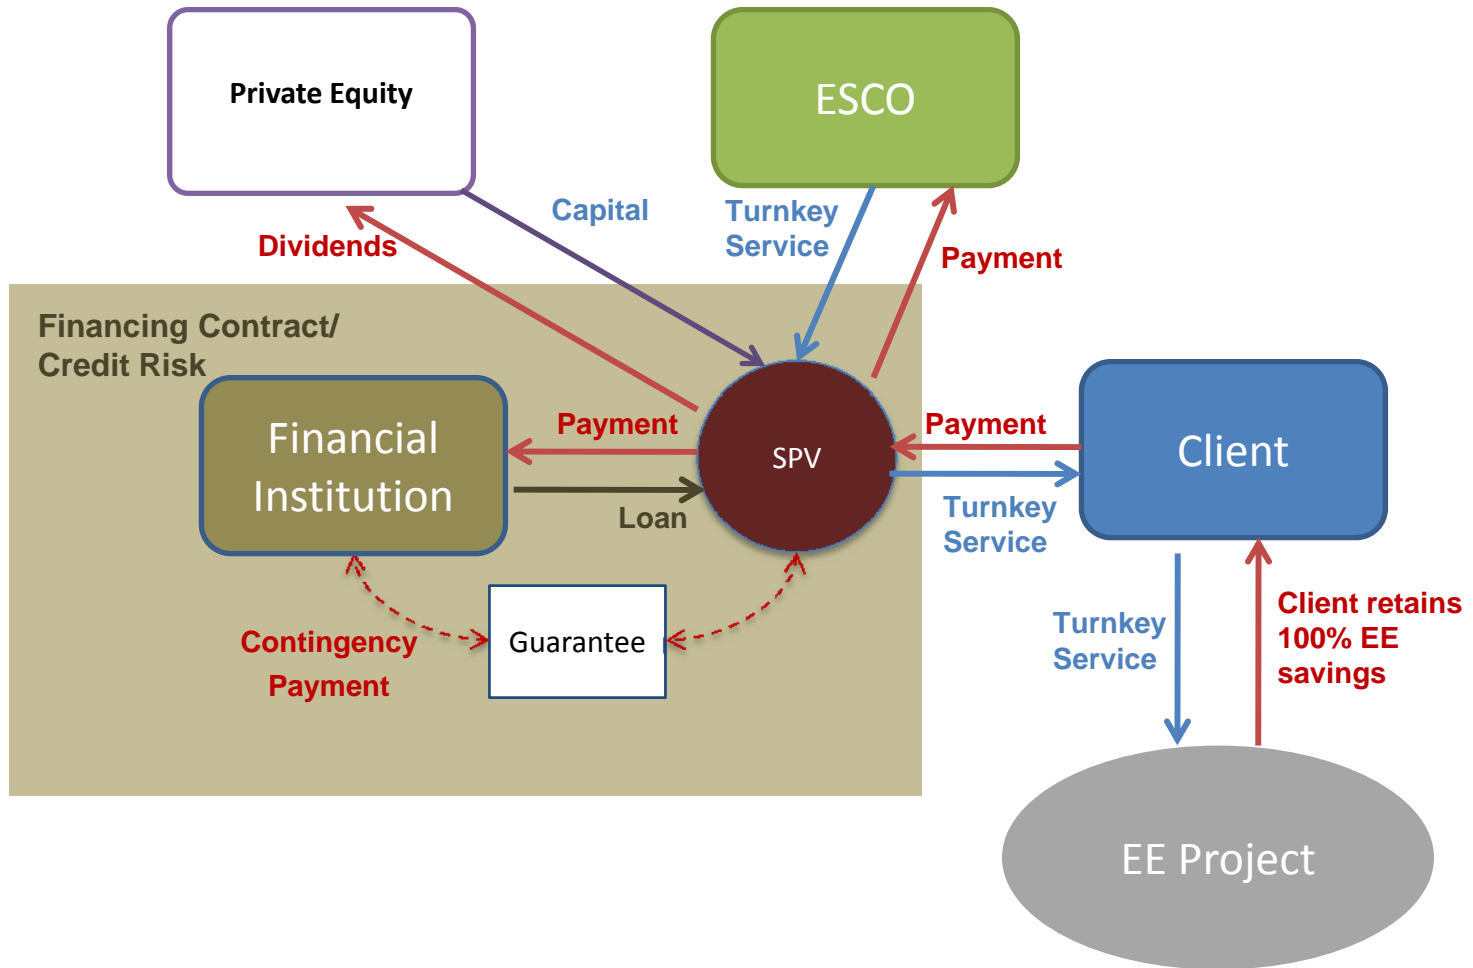 Private Equity
ESCO
Capital
Turnkey
Service
Dividends
Payment
Financing Contract/
Credit Risk
Financial
Institution
Payment
SPV
Payment
Client
Loan
Turnkey
Service
Guarantee
Contingency
Payment
Turnkey
Service
Client retains
100% EE
savings
EE Project